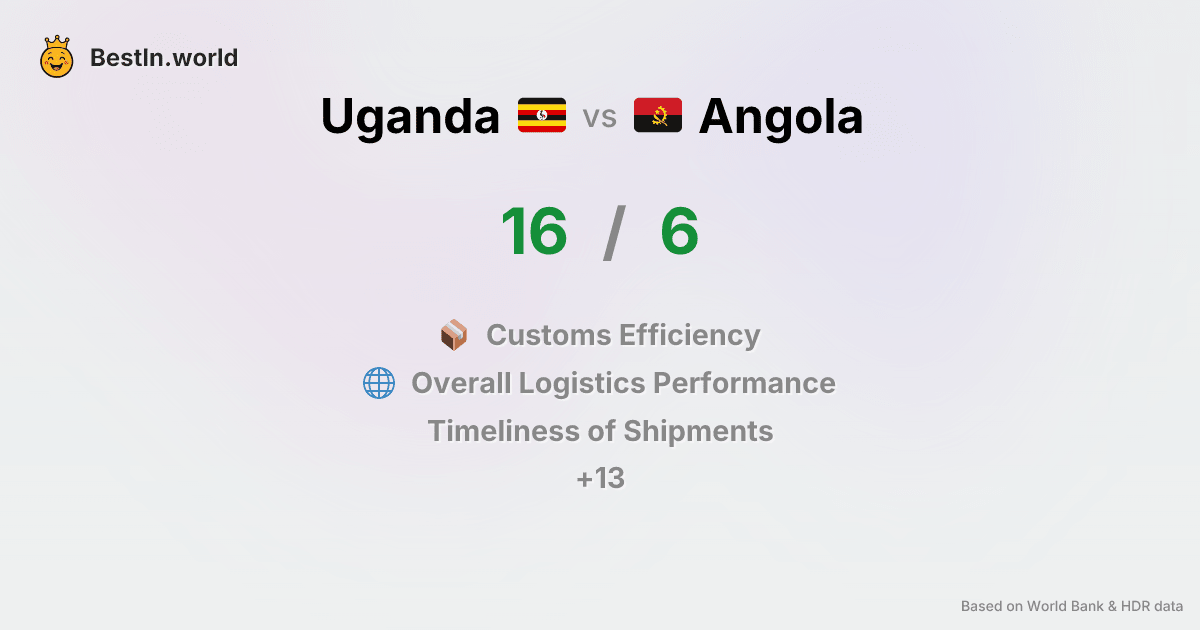 BestIn.world
Uganda vs Angola
16 / 6
Customs Efficiency
Overall Logistics Performance
Timeliness of Shipments
+13
Based on World Bank & HDR data